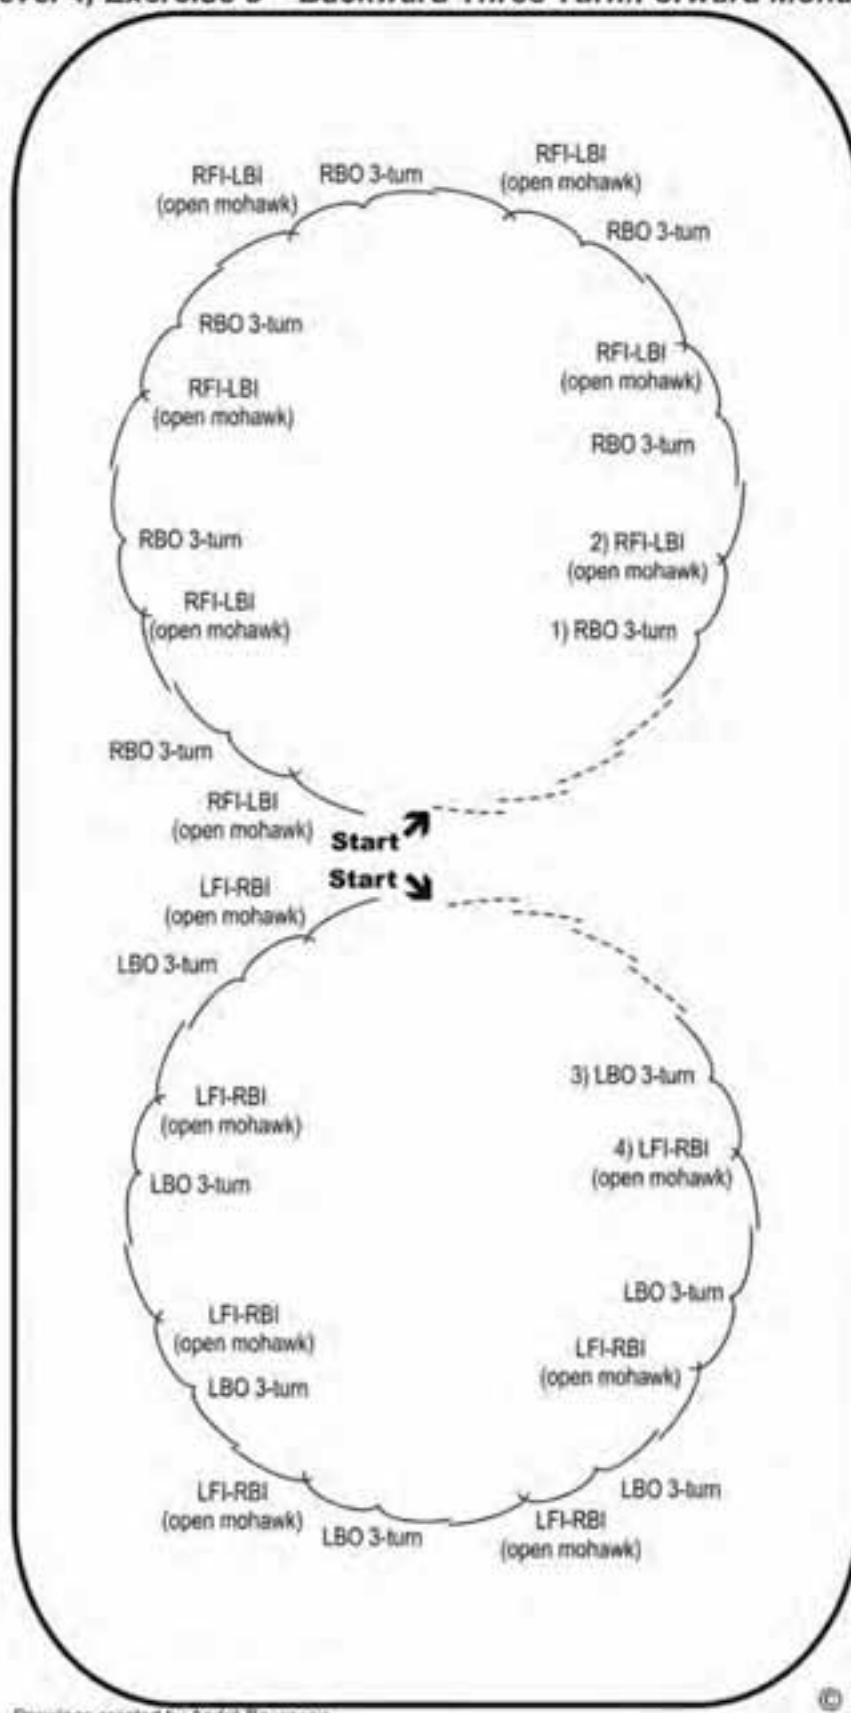 Exercise
RFI-LBI
(open mohawk)
RBO 3-turn
RFI-LBI
(open mohawk)
RBO 3-turn
RBO 3-turn
RFI-LBI
(open mohawk)
RFI-LBI
(open mohawk)
RBO 3-turn
RBO 3-turn
2) RFI-LBI
(open mohawk)
RFI-LBI
(open mohawk)
1) RBO 3-turn
RBO 3-turn
RFI-LBI
(open mohawk)
Start
Start
LFI-RBI
(open mohawk)
LBO 3-turn
3) LBO 3-turn
LFI-RBI
(open mohawk)
4) LFI-RBI
(open mohawk)
LBO 3-turn
LBO 3-turn
LFI-RBI
(open mohawk)
LFI-RBI
(open mohawk)
LBO 3-turn
LFI-RBI
(open mohawk)
LBO 3-turn
LBO 3-turn
LFI-RBI
(open mohawk)
©